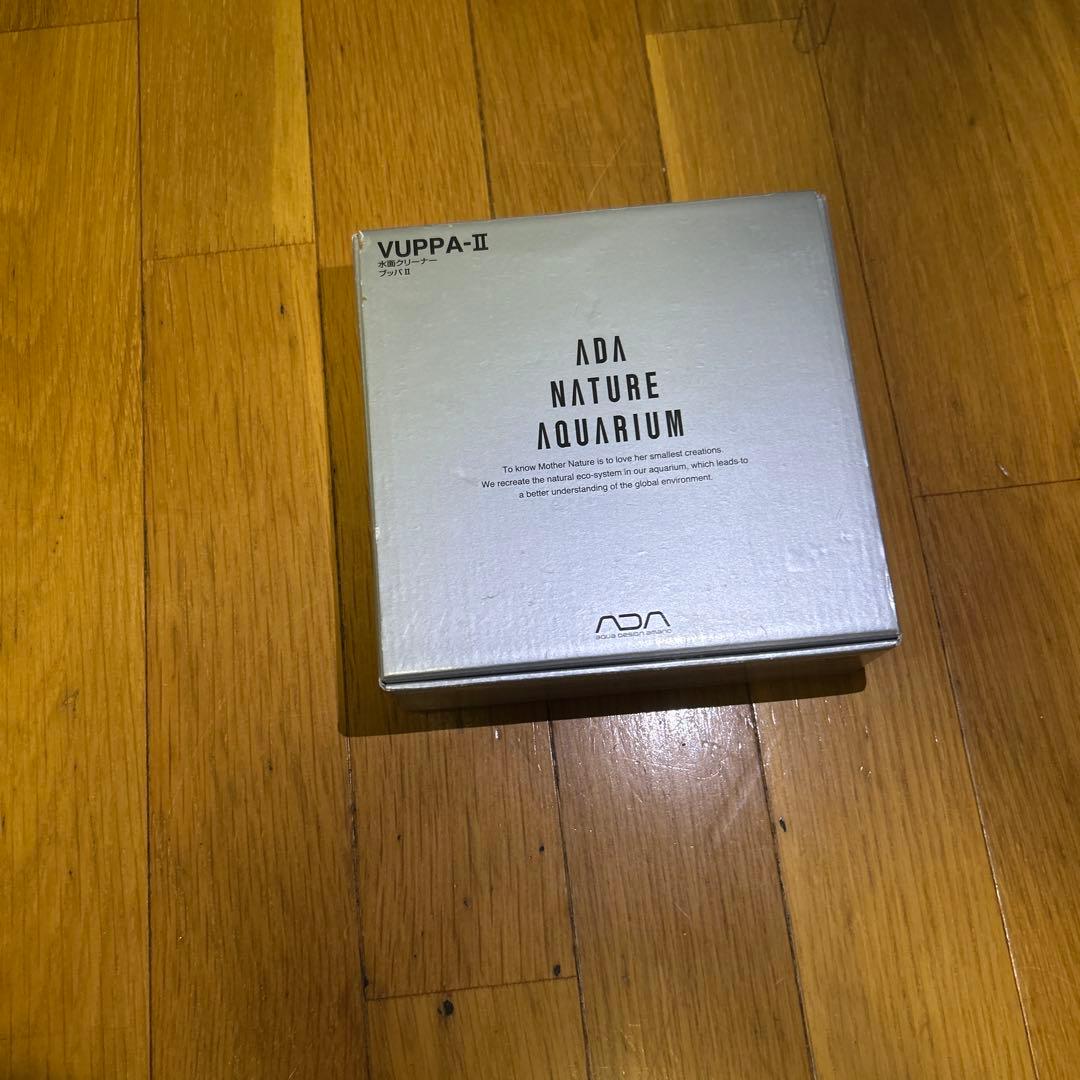 VUPPA-Ⅱ
水面クリーナー
ブッパⅡ
ADA
NATURE
AQUARIUM
To know Mother Nature is to love her smallest creations.
We recreate the natural eco-system in our aquarium, which leads to
a better understanding of the global environment.
ADA
aqua design amano